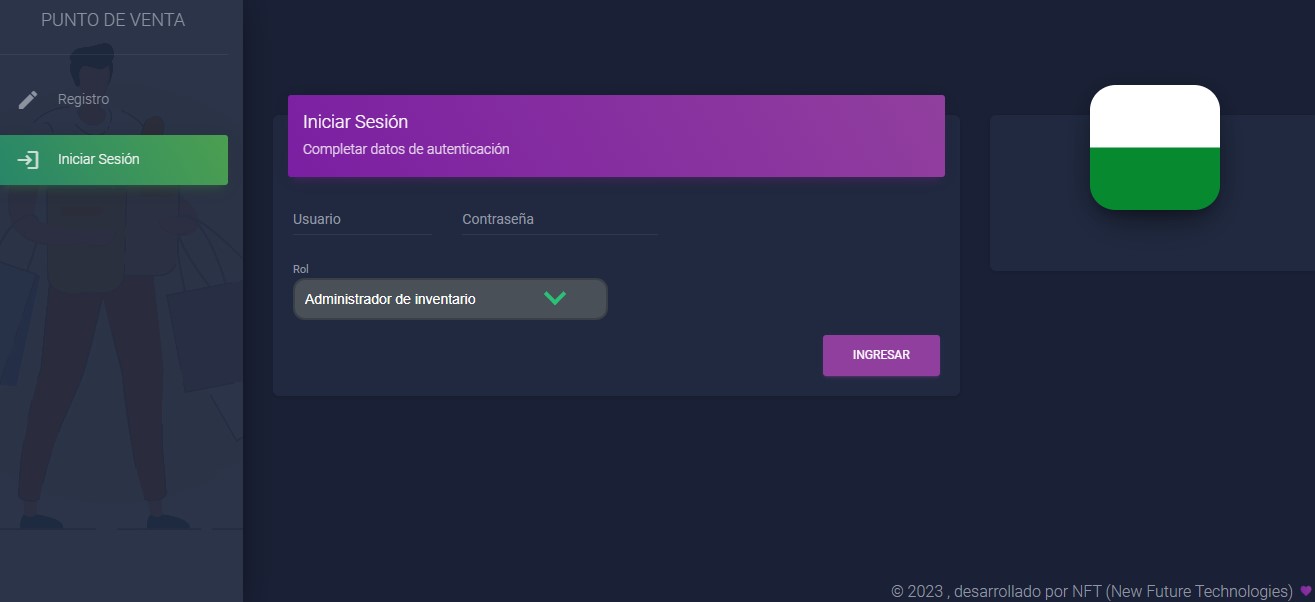 PUNTO DE VENTA
Registro
Iniciar Sesión
Iniciar Sesión
Completar datos de autenticación
Usuario
Contraseña
Rol
Administrador de inventario
INGRESAR
© 2023 , desarrollado por NFT (New Future Technologies)